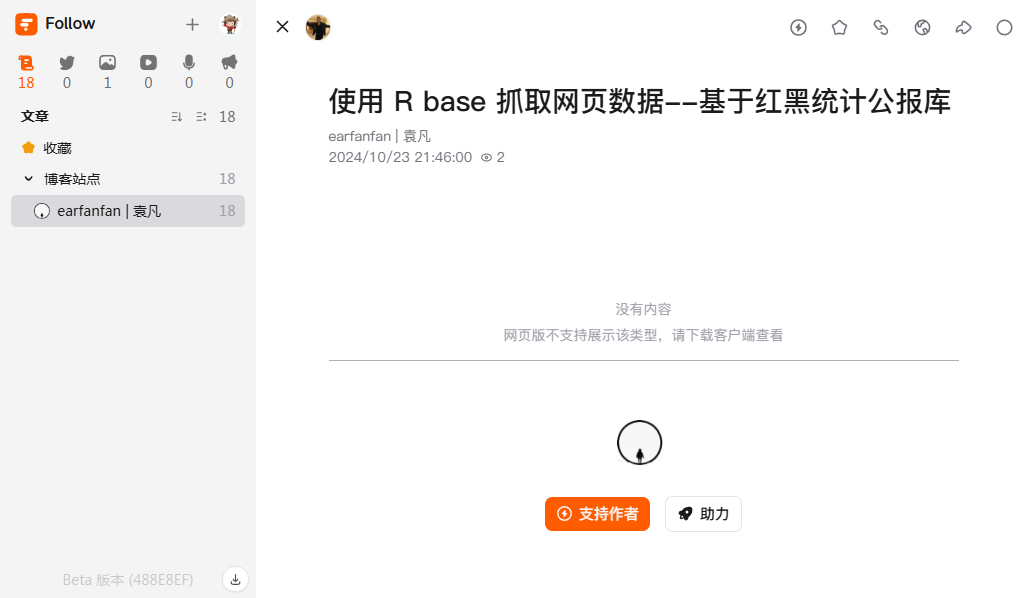 Follow
18
0
1
0
0
0
文章 18
收藏
博客站点 18
earfanfan | 袁凡 18
Beta 版本 (488E8EF)
使用 R base 抓取网页数据--基于红黑统计公报库
earfanfan | 袁凡
2024/10/23 21:46:00 2
没有内容
网页版不支持展示该类型，请下载客户端查看
支持作者
助力